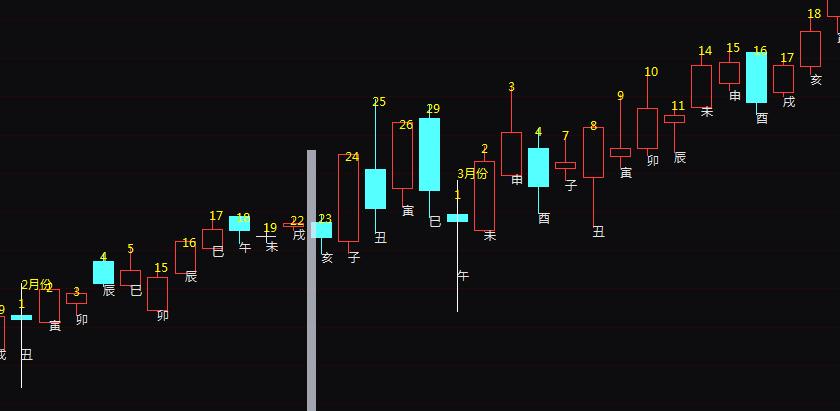 18
14
15
16
17
亥
3
10
9
11
戌
25
29
26
4
7
8
未
申
酉
24
2
3月份
1
申
子
寅
卯
辰
17
18
19
22
23
寅
巳
丑
未
酉
丑
4
5
15
16
巳
午
未
戌
亥
子
丑
午
2月份
1
2
3
辰
巳
卯
辰
寅
卯
丑